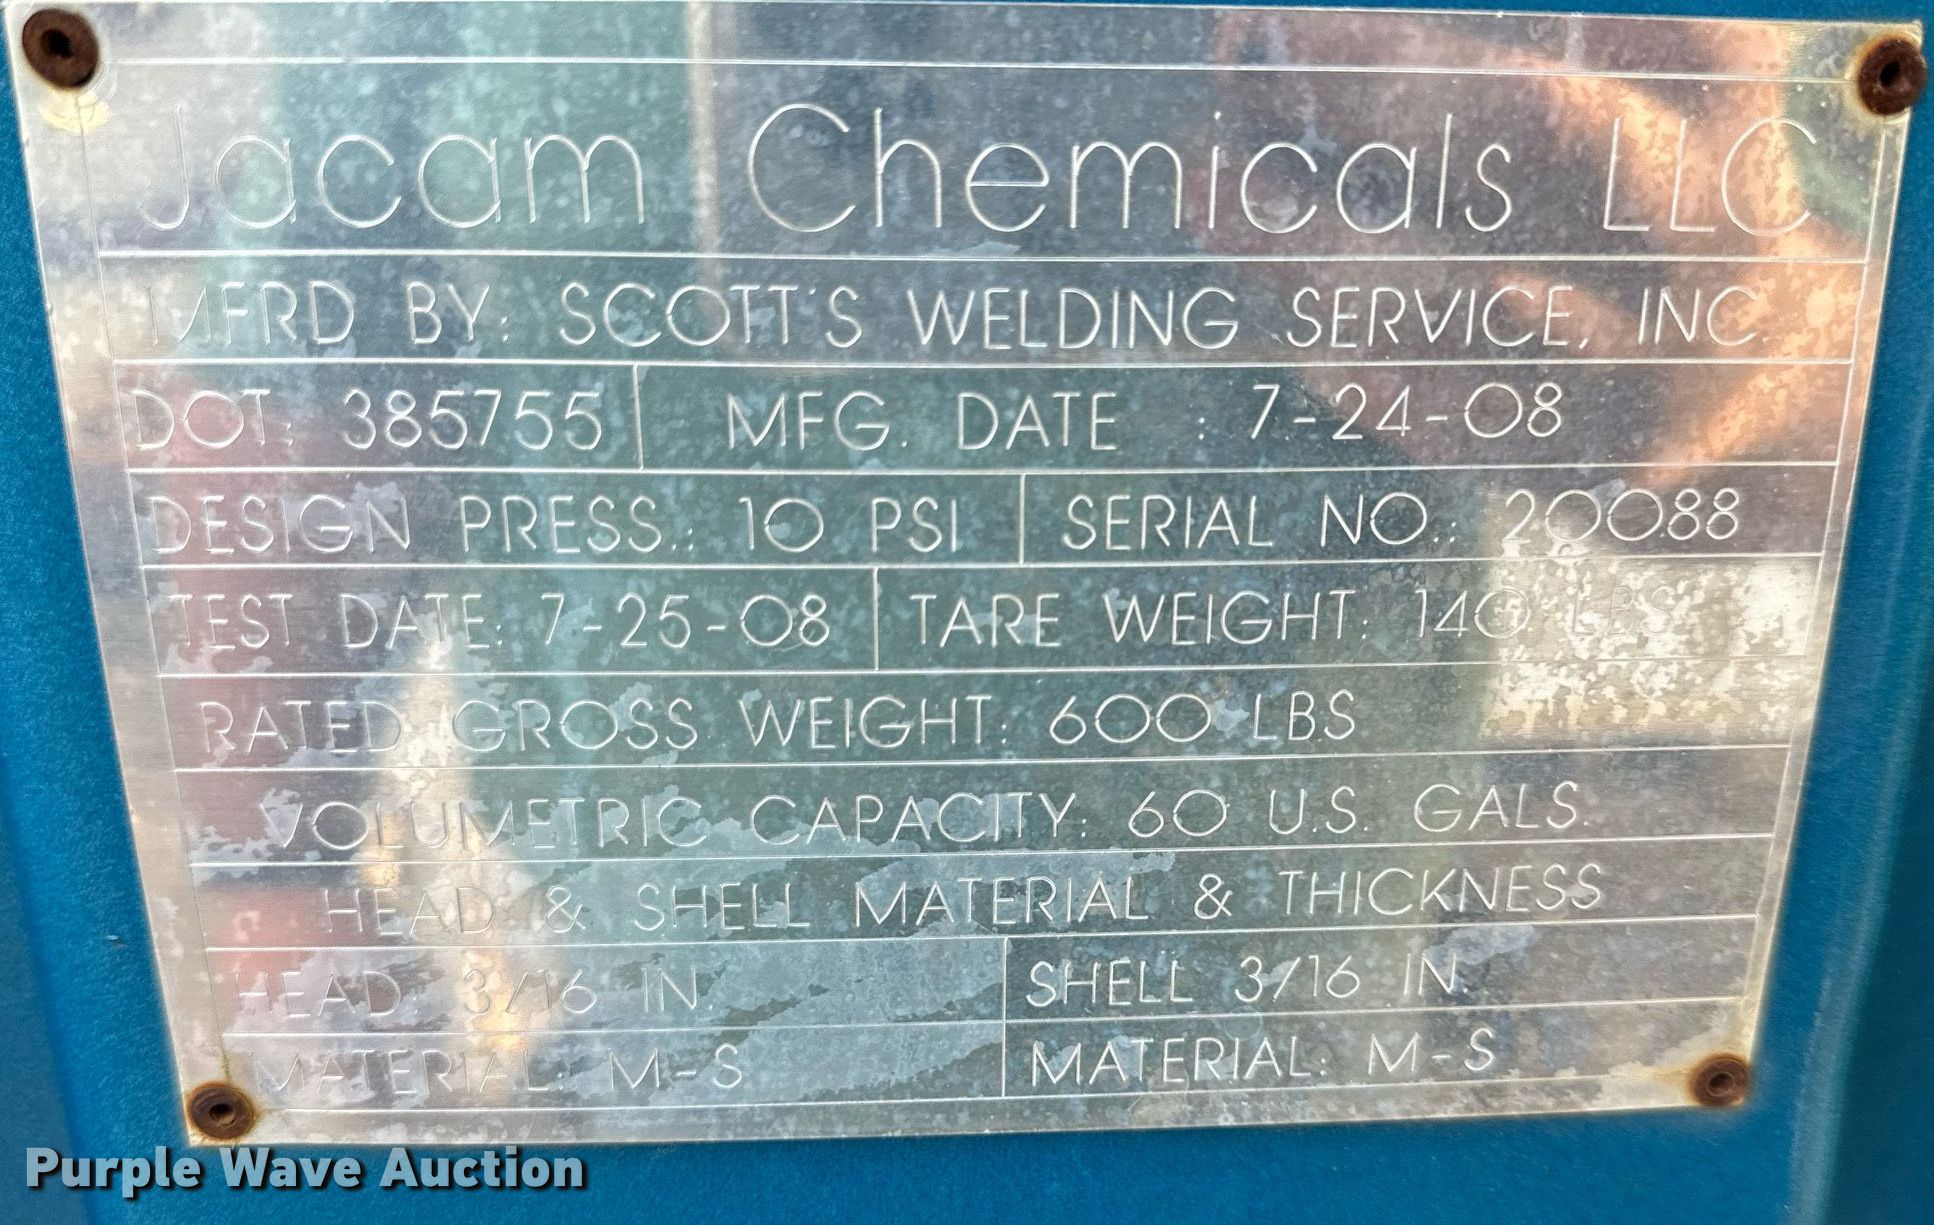 Jacam Chemicals LLC
MFRD BY: SCOTT'S WELDING SERVICE, INC.
DOT: 385755 MFG. DATE : 7-24-08
DESIGN PRESS.: 10 PSI SERIAL NO.: 20088
TEST DATE: 7-25-08 TARE WEIGHT: 140 LBS
RATED GROSS WEIGHT: 600 LBS
VOLUMETRIC CAPACITY: 60 U.S. GALS.
HEAD & SHELL MATERIAL & THICKNESS
HEAD: 3/16 IN. SHELL 3/16 IN.
MATERIAL: M-S MATERIAL: M-S
Purple Wave Auction